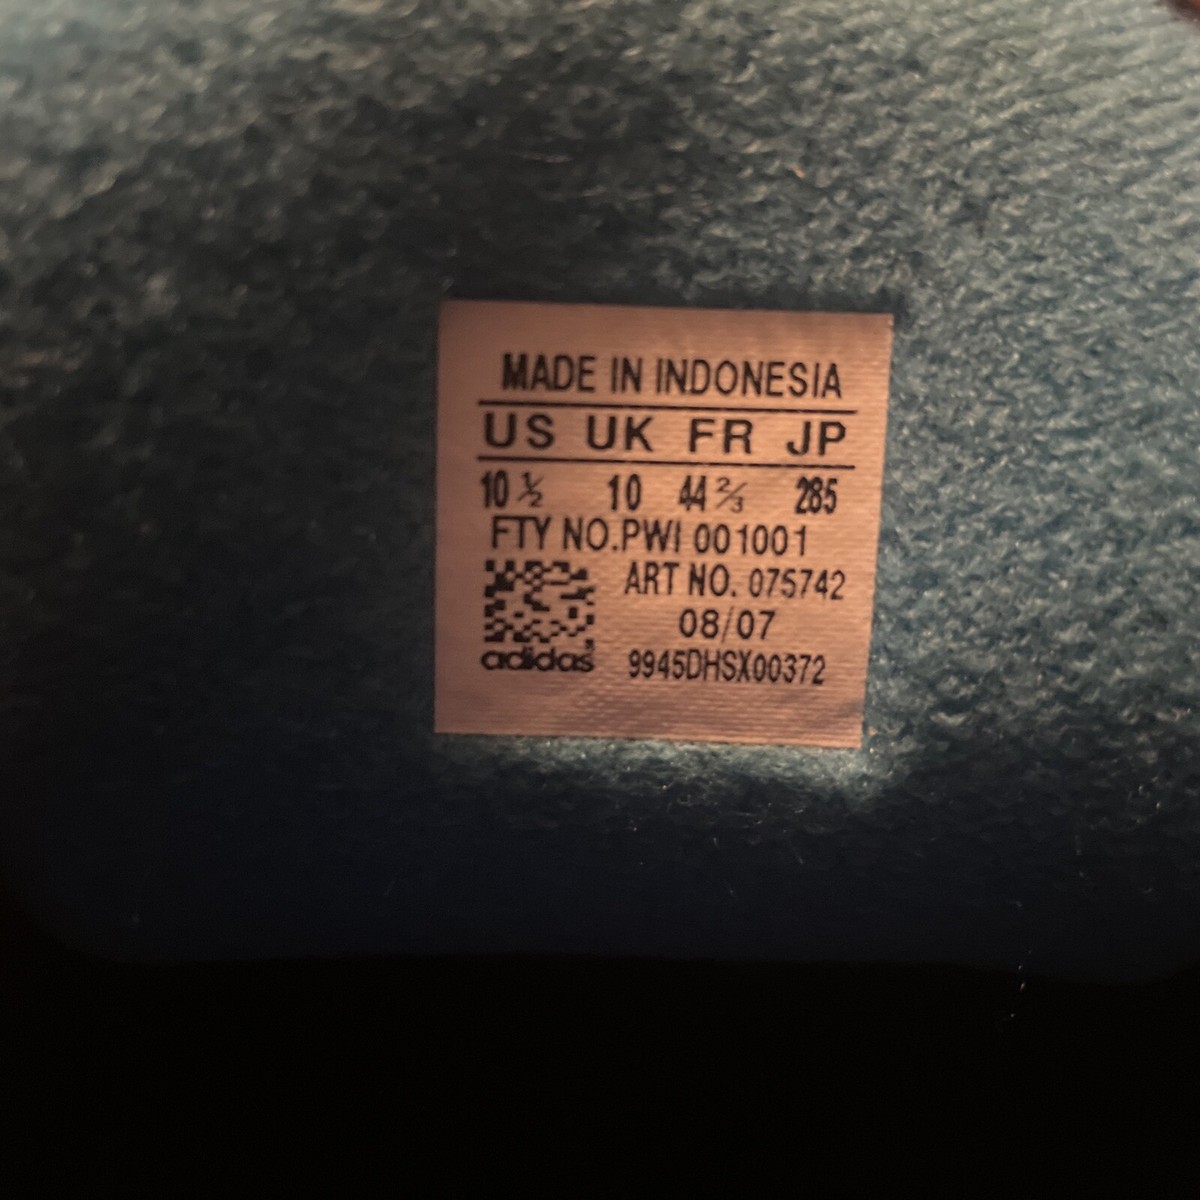 MADE IN INDONESIA
US UK FR JP
10 ½ 10 44 ⅔ 285
FTY NO.PWI 001001
ART NO. 075742
08/07
adidas 9945DHSX00372